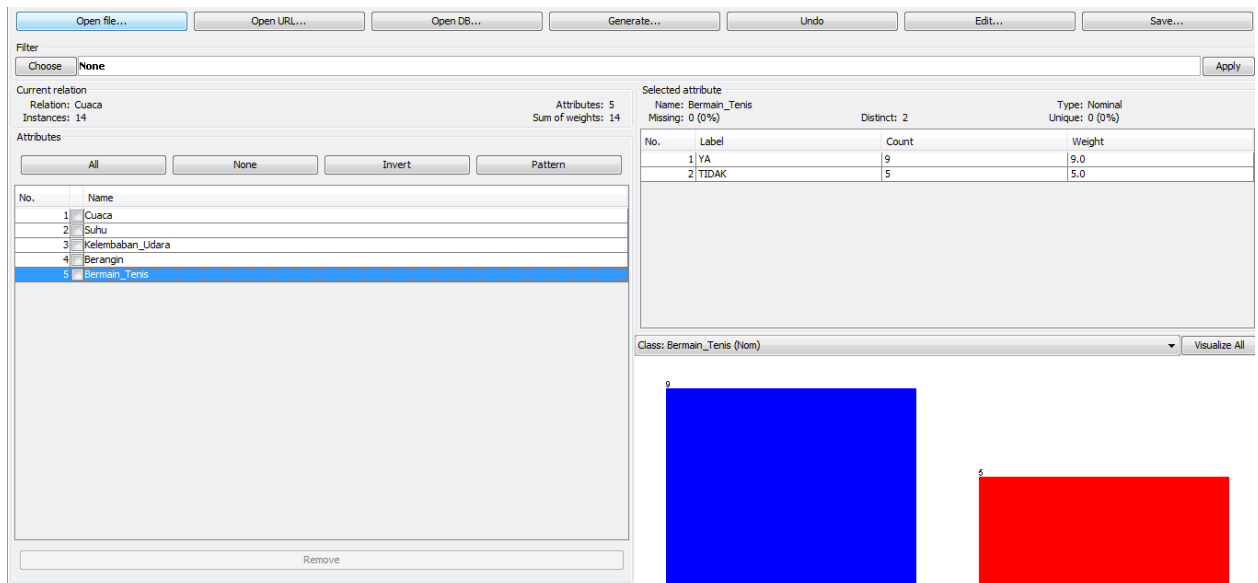 Open file... Open URL... Open DB... Generate... Undo Edit... Save...
Filter
Choose None Apply
Current relation
Relation: Cuaca Attributes: 5
Instances: 14 Sum of weights: 14
Attributes
All None Invert Pattern
No. Name
1 Cuaca
2 Suhu
3 Kelembaban_Udara
4 Berangin
5 Bermain_Tenis
Remove
Selected attribute
Name: Bermain_Tenis Type: Nominal
Missing: 0 (0%) Distinct: 2 Unique: 0 (0%)
No. Label Count Weight
1 YA 9 9.0
2 TIDAK 5 5.0
Class: Bermain_Tenis (Nom) Visualize All
9
5